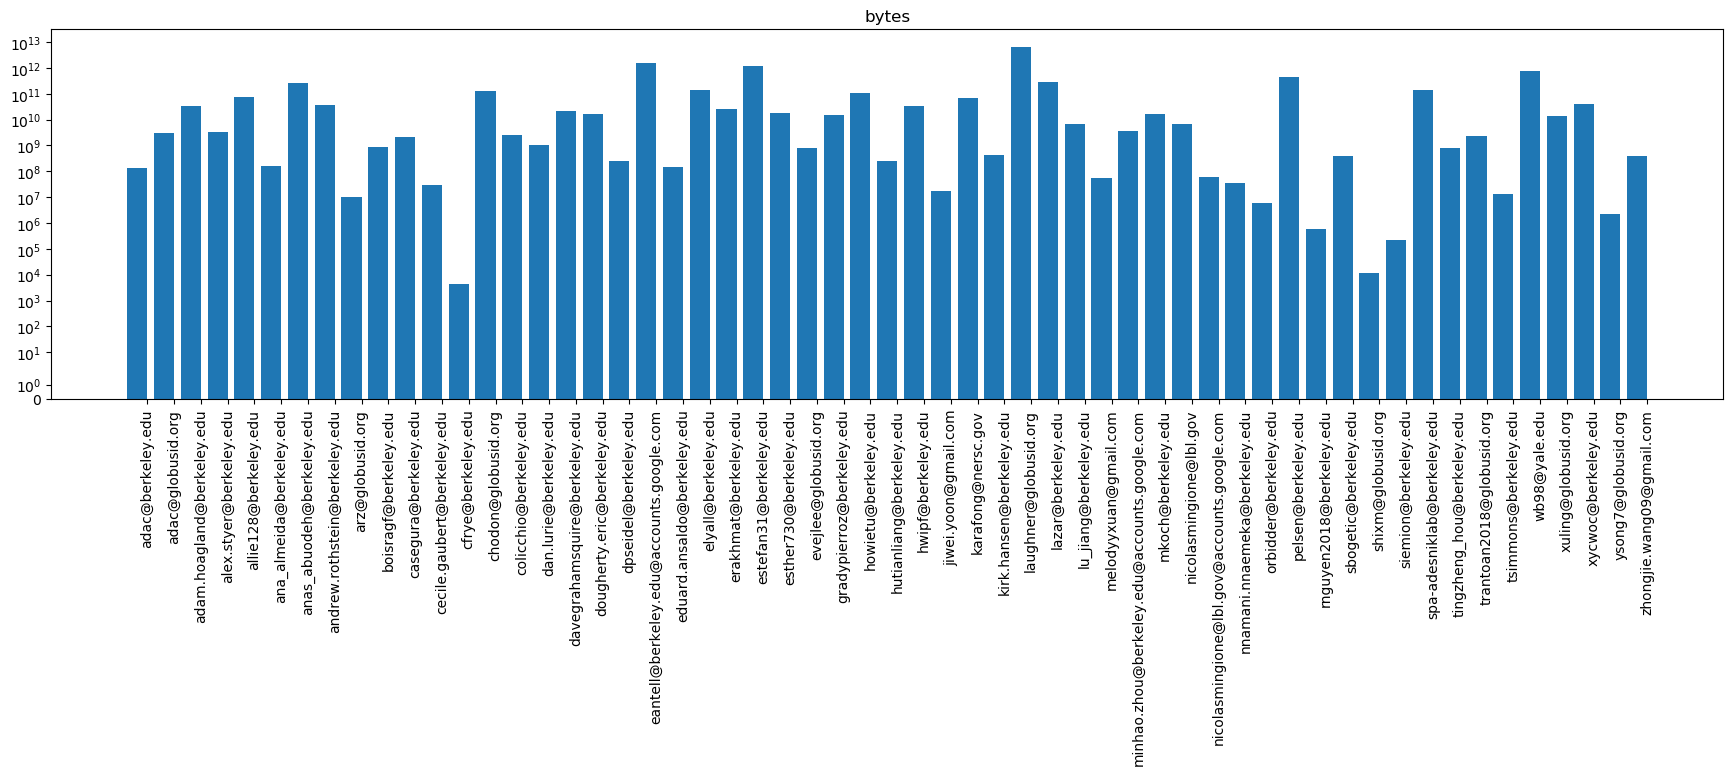 bytes
10^13
10^12
10^11
10^10
10^9
10^8
10^7
10^6
10^5
10^4
10^3
10^2
10^1
10^0
0
adac@berkeley.edu
adac@globusid.org
adam.hoagland@berkeley.edu
alex.styer@berkeley.edu
allie128@berkeley.edu
ana_almeida@berkeley.edu
anas_abuodeh@berkeley.edu
andrew.rothstein@berkeley.edu
arz@globusid.org
boisragf@berkeley.edu
casegura@berkeley.edu
cecile.gaubert@berkeley.edu
cfrye@berkeley.edu
chodon@globusid.org
colicchio@berkeley.edu
dan.lurie@berkeley.edu
davegrahamsquire@berkeley.edu
dougherty.eric@berkeley.edu
dpseidel@berkeley.edu
eantell@berkeley.edu@accounts.google.com
eduard.ansaldo@berkeley.edu
elyall@berkeley.edu
erakhmat@berkeley.edu
estefan31@berkeley.edu
esther730@berkeley.edu
evejlee@globusid.org
gradypierroz@berkeley.edu
howietu@berkeley.edu
hutianliang@berkeley.edu
hwipf@berkeley.edu
jiwei.yoon@gmail.com
karafong@nersc.gov
kirk.hansen@berkeley.edu
laughner@globusid.org
lazar@berkeley.edu
lu_jiang@berkeley.edu
melodyyxuan@gmail.com
minhao.zhou@berkeley.edu@accounts.google.com
mkoch@berkeley.edu
nicolasmingione@lbl.gov
nicolasmingione@lbl.gov@accounts.google.com
nnamani.nnaemeka@berkeley.edu
orbidder@berkeley.edu
pelsen@berkeley.edu
rnguyen2018@berkeley.edu
sbogetic@berkeley.edu
shixm@globusid.org
siemion@berkeley.edu
spa-adesniklab@berkeley.edu
tingzheng_hou@berkeley.edu
trantoan2018@globusid.org
tsimmons@berkeley.edu
wb98@yale.edu
xuling@globusid.org
xycwoc@berkeley.edu
ysong7@globusid.org
zhongjie.wang09@gmail.com